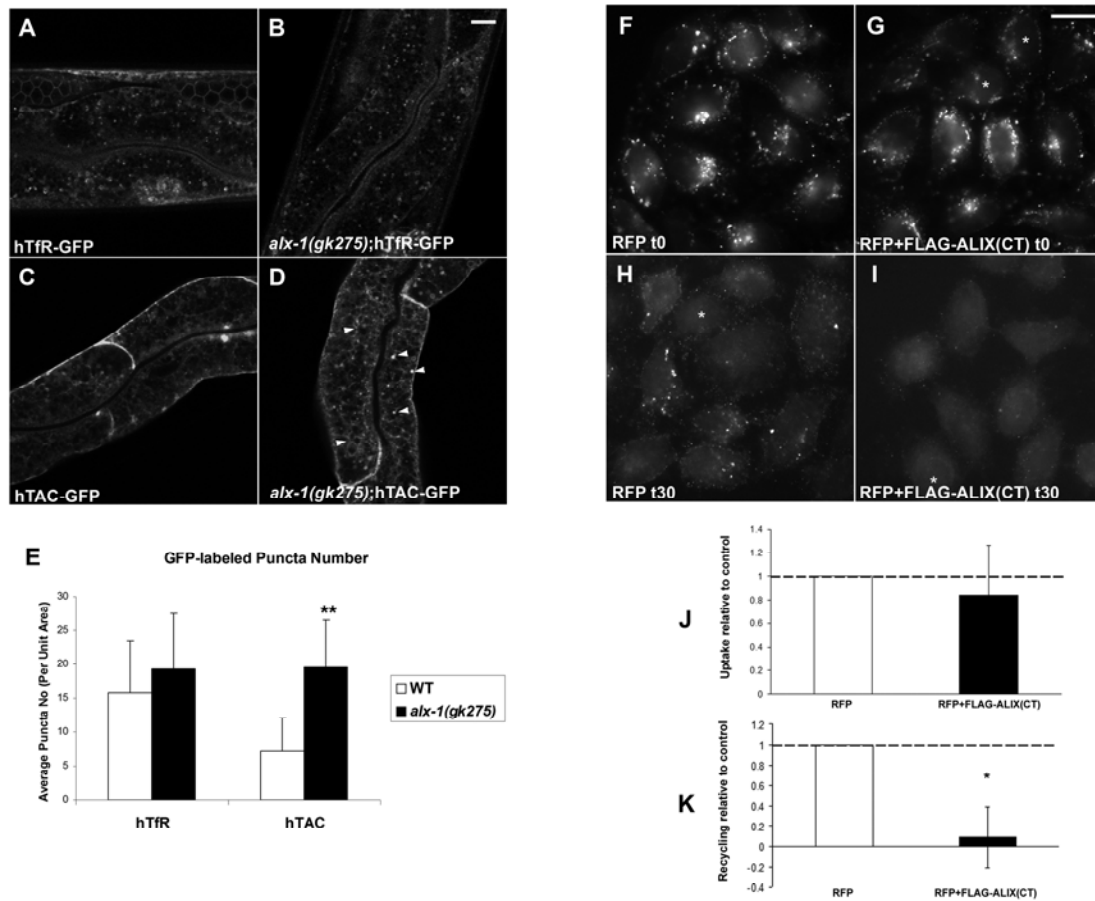 A
hTfR-GFP
B
alx-1(gk275);hTfR-GFP
C
hTAC-GFP
D
alx-1(gk275);hTAC-GFP
E
GFP-labeled Puncta Number
Average Puncta No (Per Unit Area)
30
25
20
15
10
5
0
**
hTfR
hTAC
WT
alx-1(gk275)
F
RFP t0
G
*
*
RFP+FLAG-ALIX(CT) t0
H
*
RFP t30
I
*
RFP+FLAG-ALIX(CT) t30
J
Uptake relative to control
1.4
1.2
1
0.8
0.6
0.4
0.2
0
RFP
RFP+FLAG-ALIX(CT)
K
Recycling relative to control
1.2
1
0.8
0.6
0.4
0.2
0
-0.2
-0.4
*
RFP
RFP+FLAG-ALIX(CT)